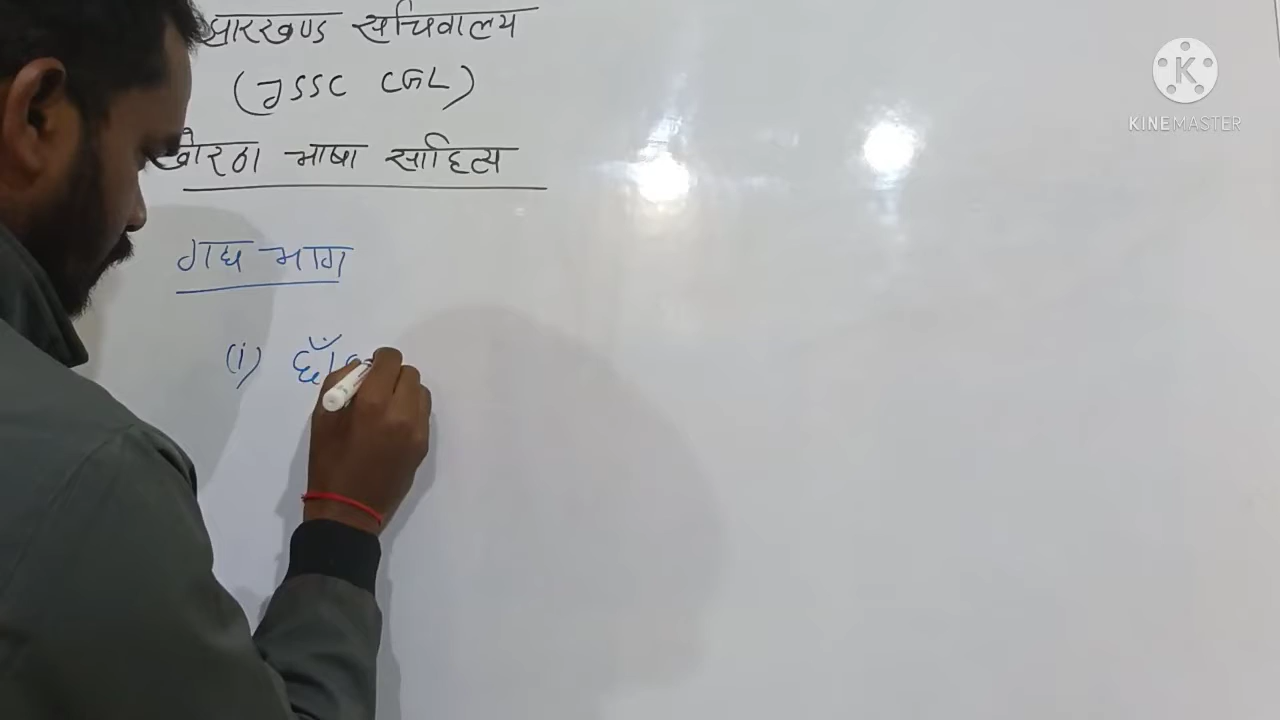 झारखण्ड सचिवालय
(JSSC CGL)
खोरठा भाषा साहित्य
गद्य भाग
(i)
KINEMASTER